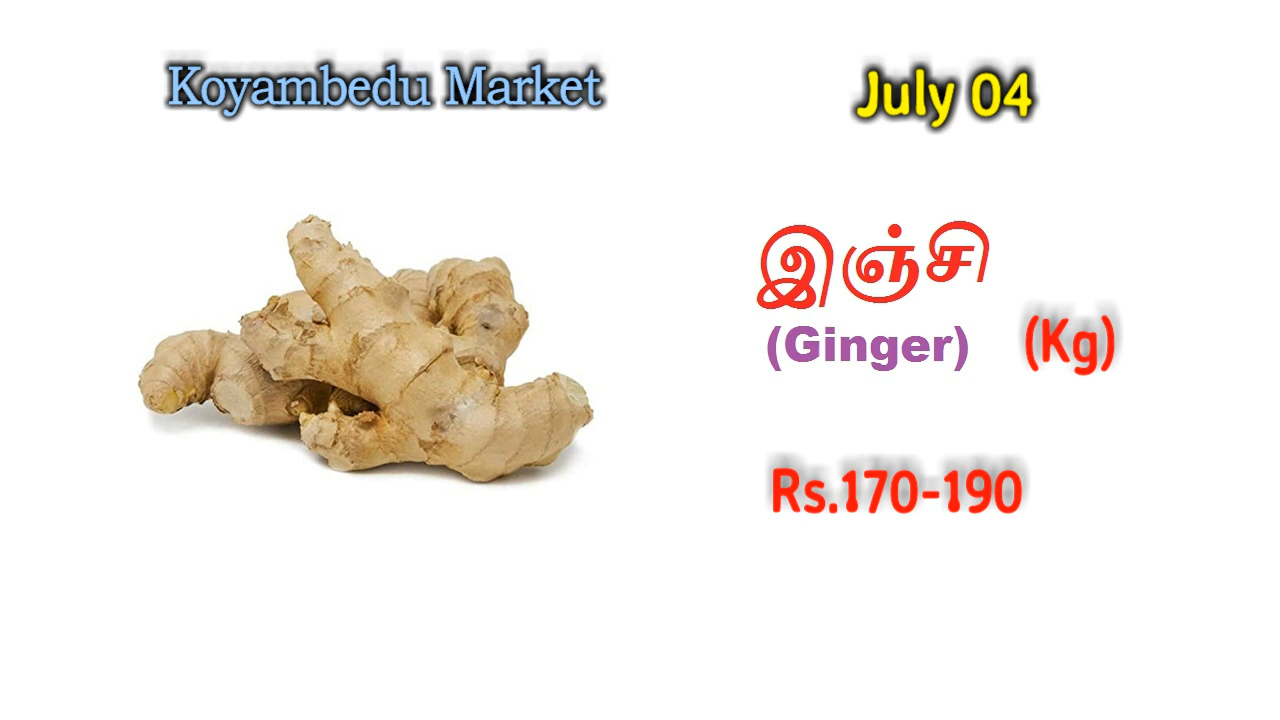 Koyambedu Market
July 04
இஞ்சி
(Ginger) (Kg)
Rs.170-190